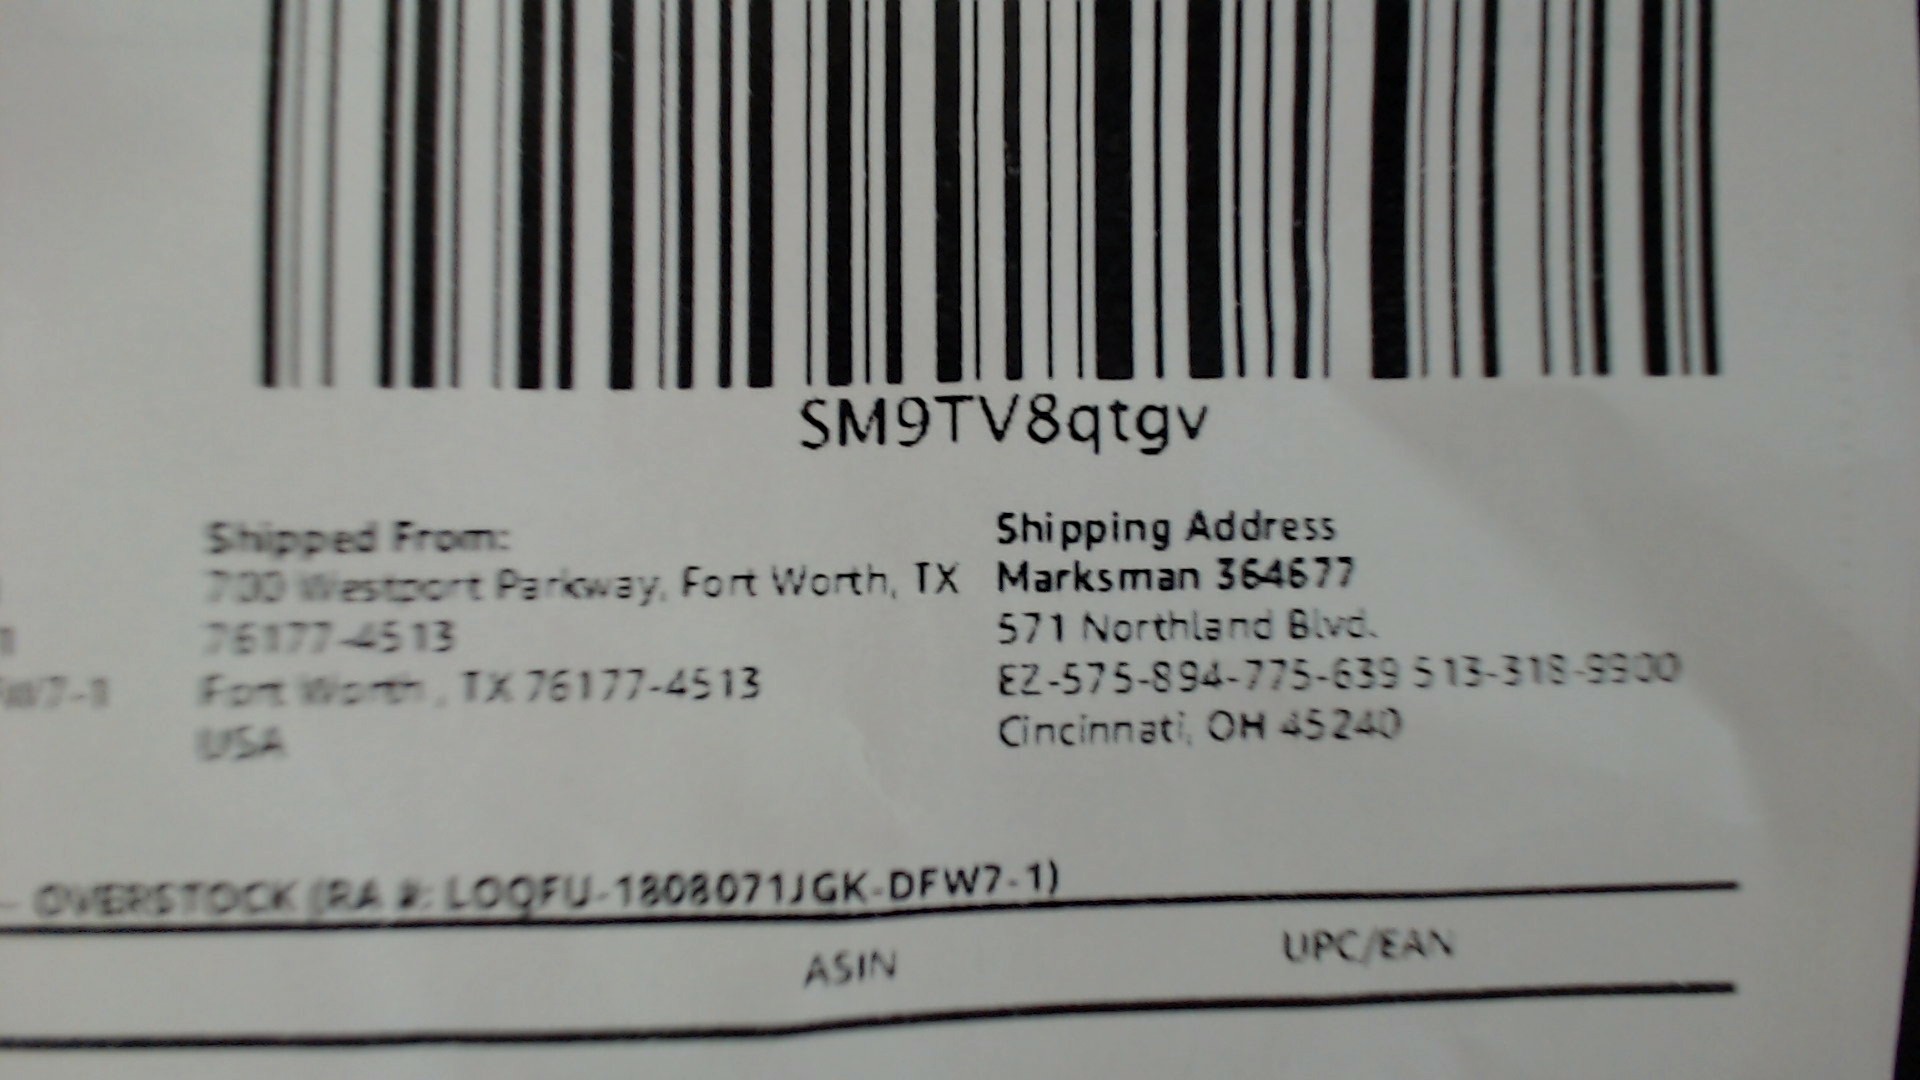 SM9TV8qtgv
Shipped From:
700 Westport Parkway, Fort Worth, TX
76177-4513
Fort Worth , TX 76177-4513
USA
Shipping Address
Marksman 364677
571 Northland Blvd.
EZ-575-894-775-639 513-318-9900
Cincinnati, OH 45240
- OVERSTOCK (RA #: LOQFU-1808071JGK-DFW7-1)
ASIN UPC/EAN